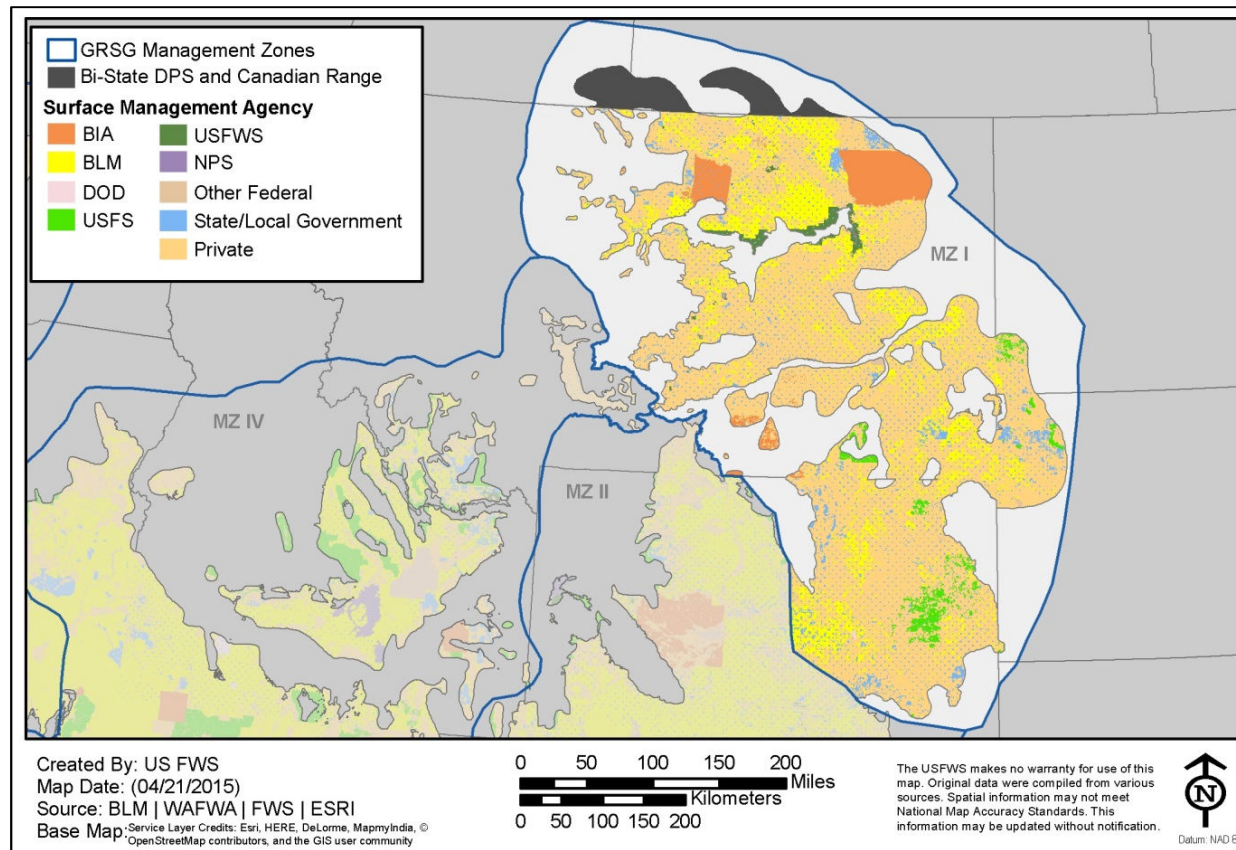 GRSG Management Zones
Bi-State DPS and Canadian Range
Surface Management Agency
BIA
USFWS
BLM
NPS
DOD
Other Federal
USFS
State/Local Government
Private
MZ I
MZ IV
MZ II
Created By: US FWS
Map Date: (04/21/2015)
Source: BLM | WAFWA | FWS | ESRI
Base Map: Service Layer Credits: Esri, HERE, DeLorme, MapmyIndia, ©
OpenStreetMap contributors, and the GIS user community
0 50 100 150 200
Miles
Kilometers
0 50 100 150 200
The USFWS makes no warranty for use of this
map. Original data were compiled from various
sources. Spatial information may not meet
National Map Accuracy Standards. This
information may be updated without notification.
N
Datum: NAD 8